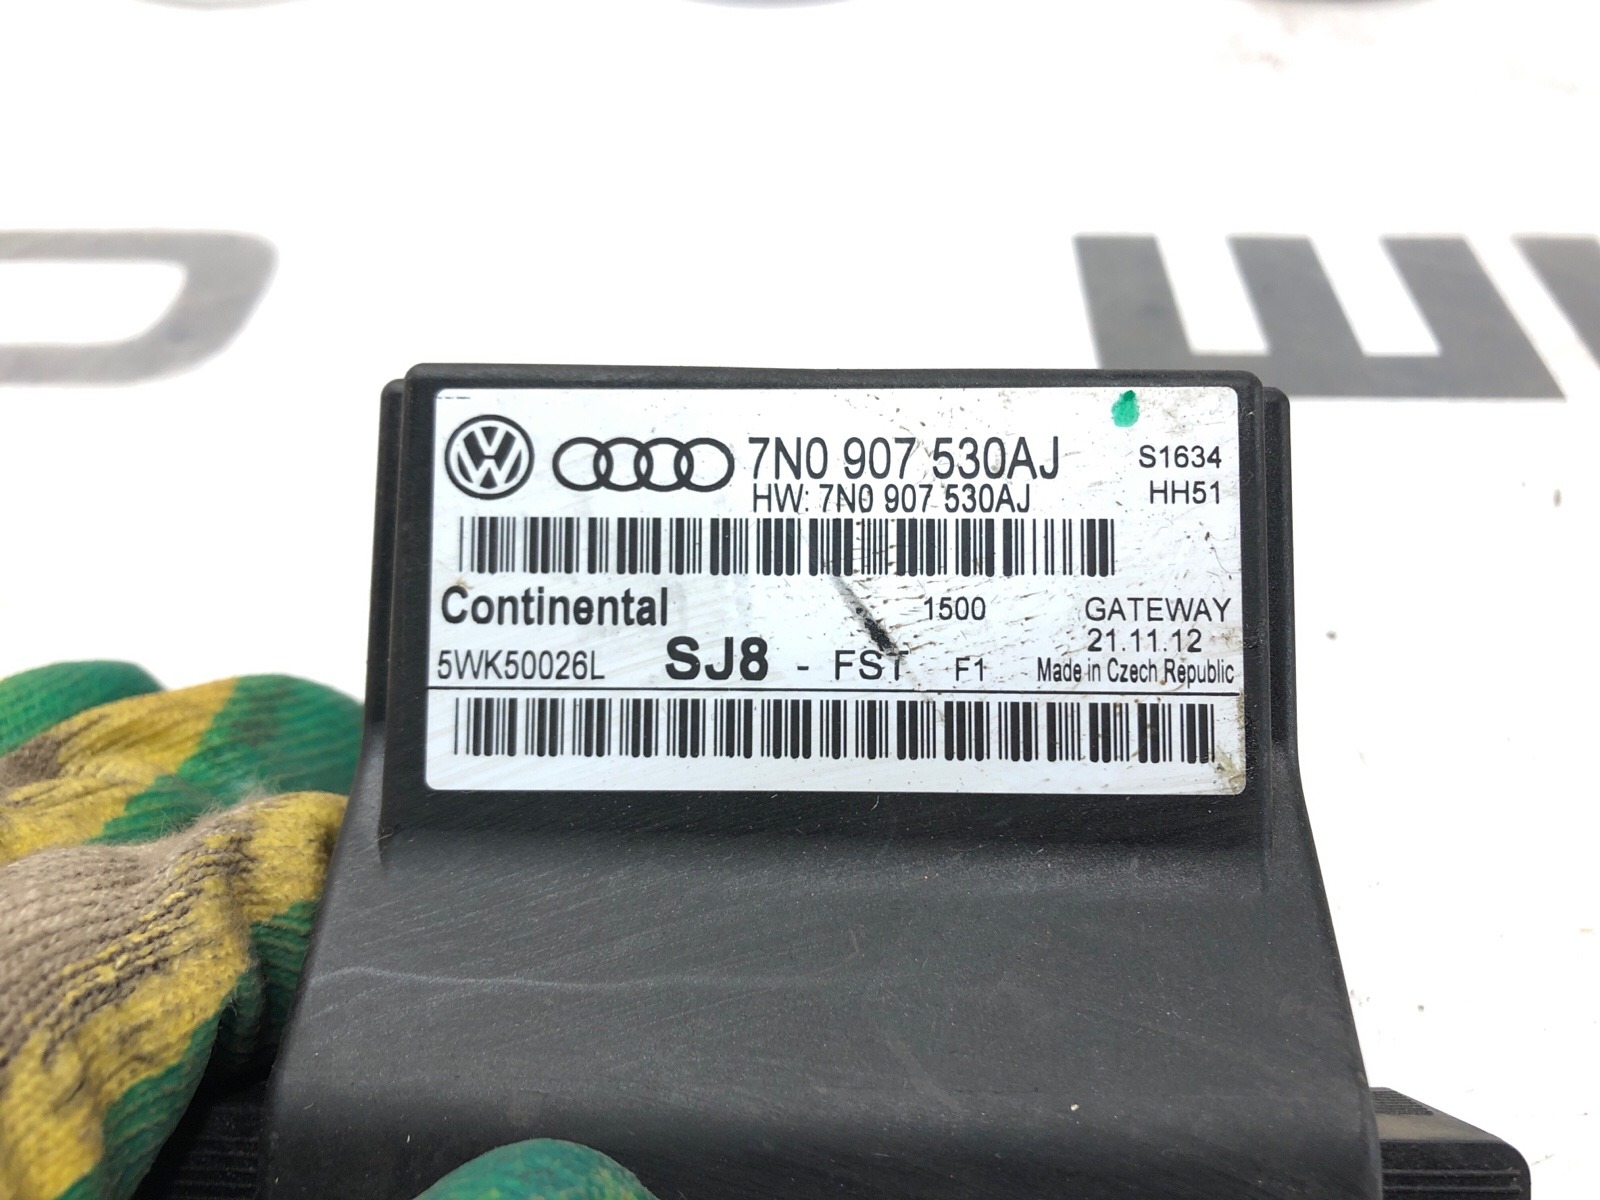 7N0 907 530AJ
HW: 7N0 907 530AJ
S1634
HH51
Continental
1500
GATEWAY
21.11.12
5WK50026L
SJ8 - FST F1
Made in Czech Republic